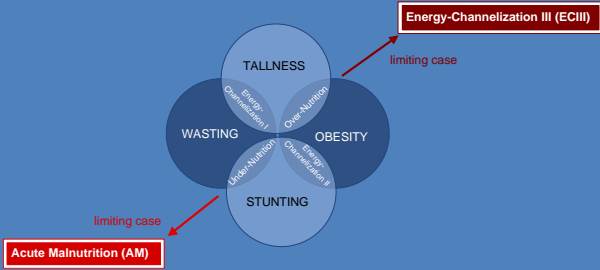 Energy-Channelization III (ECIII)
limiting case
TALLNESS
Energy-
Channelization I
Over-Nutrition
WASTING
OBESITY
Under-Nutrition
Energy-
Channelization II
STUNTING
limiting case
Acute Malnutrition (AM)